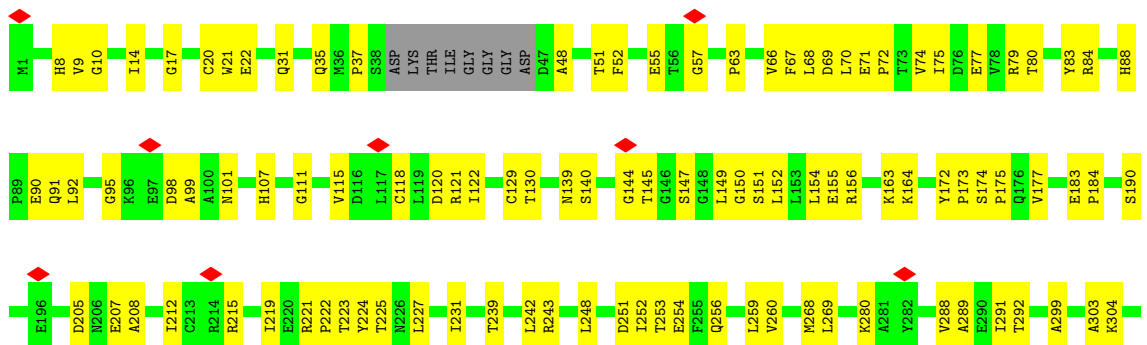 M1 H8 V9 G10 I14 G17 C20 W21 E22 Q31 Q35 M36 P37 S38 ASP LYS THR ILE GLY GLY GLY ASP D47 A48 T51 F52 E55 T56 G57 P63 V66 F67 L68 D69 L70 E71 P72 T73 V74 I75 D76 E77 V78 R79 T80 Y83 R84 H88
P89 E90 Q91 L92 G95 K96 E97 D98 A99 A100 N101 H107 G111 V115 D116 L117 C118 L119 D120 R121 I122 C129 T130 N139 S140 G144 T145 G146 S147 G148 L149 G150 S151 L152 L153 L154 E155 R156 K163 K164 Y172 P173 S174 P175 Q176 V177 E183 P184 S190
E196 D205 N206 E207 A208 I212 C213 R214 R215 I219 E220 R221 P222 T223 Y224 T225 N226 L227 I231 T239 L242 R243 L248 D251 I252 T253 E254 F255 Q256 L259 V260 M268 L269 K280 A281 Y282 V288 A289 E290 I291 T292 A299 A303 K304